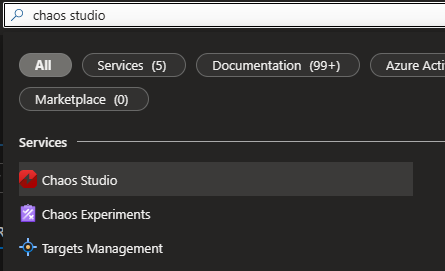 chaos studio
All Services (5) Documentation (99+) Azure Acti
Marketplace (0)
Services
Chaos Studio
Chaos Experiments
Targets Management
R